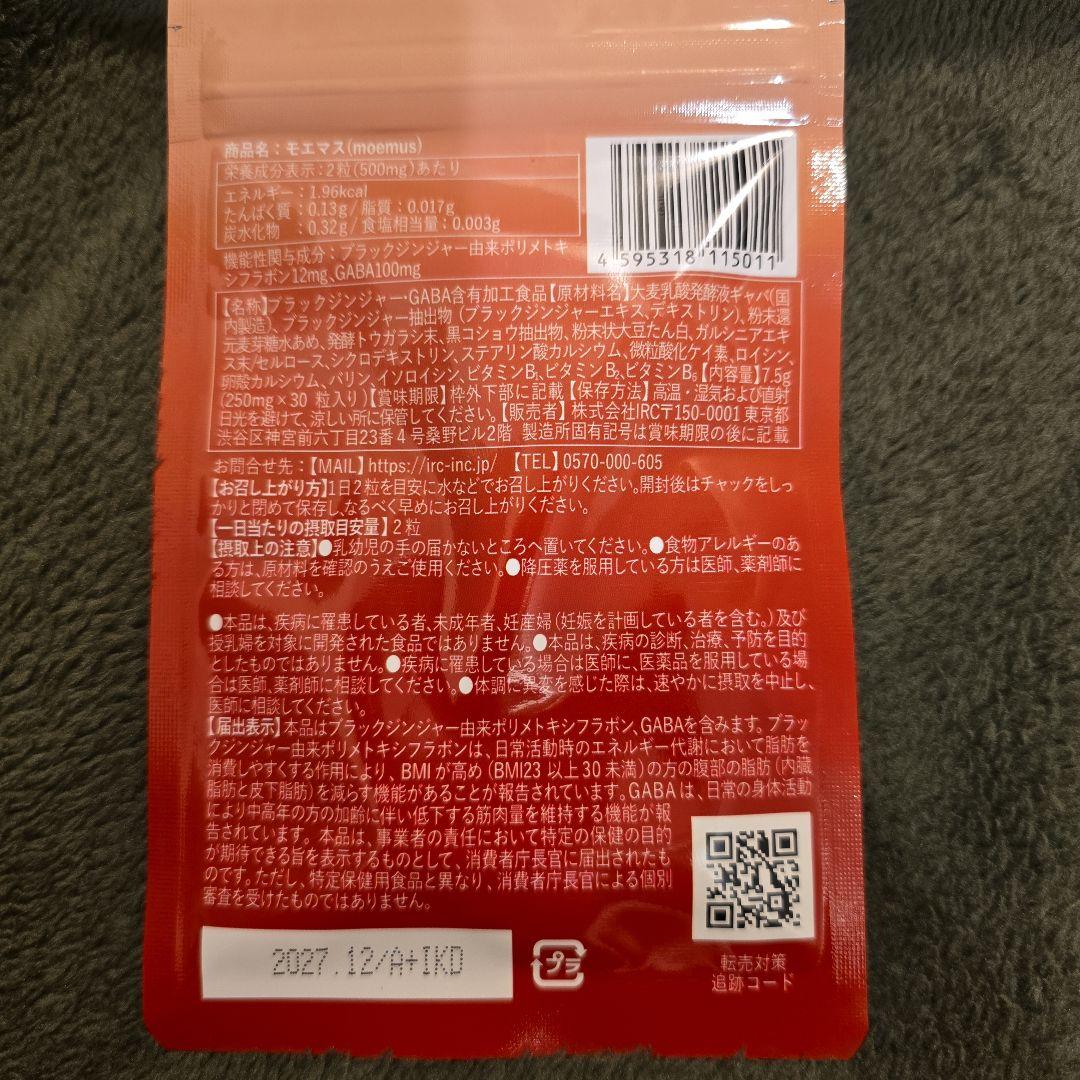 商品名：モエマス(moemus)
栄養成分表示：2粒(500mg)あたり
エネルギー：1.96kcal
たんぱく質：0.13g/脂質：0.017g
炭水化物　：0.32g/食塩相当量：0.003g
機能性関与成分：ブラックジンジャー由来ポリメトキ
シフラボン12mg、GABA100mg
4 595318 115011
【名称】ブラックジンジャー・GABA含有加工食品【原材料名】大麦乳酸発酵液ギャバ(国
内製造)、ブラックジンジャー抽出物(ブラックジンジャーエキス、デキストリン)、粉末還
元麦芽糖水あめ、発酵トウガラシ末、黒コショウ抽出物、粉末状大豆たん白、ガルシニアエキ
ス末/セルロース、シクロデキストリン、ステアリン酸カルシウム、微粒酸化ケイ素、ロイシン、
卵殻カルシウム、バリン、イソロイシン、ビタミンB₁、ビタミンB₂、ビタミンB₆【内容量】7.5g
(250mg×30 粒入り)【賞味期限】枠外下部に記載【保存方法】高温・湿気および直射
日光を避けて、涼しい所に保管してください。【販売者】株式会社IRC〒150-0001 東京都
渋谷区神宮前六丁目23番4号桑野ビル2階 製造所固有記号は賞味期限の後に記載
お問合せ先：【MAIL】https://irc-inc.jp/ 【TEL】0570-000-605
【お召し上がり方】1日2粒を目安に水などでお召し上がりください。開封後はチャックをしっ
かりと閉めて保存し、なるべく早めにお召し上がりください。
【一日当たりの摂取目安量】2粒
【摂取上の注意】●乳幼児の手の届かないところへ置いてください。●食物アレルギーのあ
る方は、原材料を確認のうえご使用ください。●降圧薬を服用している方は医師、薬剤師に
相談してください。
●本品は、疾病に罹患している者、未成年者、妊産婦(妊娠を計画している者を含む。)及び
授乳婦を対象に開発された食品ではありません。●本品は、疾病の診断、治療、予防を目的
としたものではありません。●疾病に罹患している場合は医師に、医薬品を服用している場
合は医師、薬剤師に相談してください。●体調に異変を感じた際は、速やかに摂取を中止し、
医師に相談してください。
【届出表示】本品はブラックジンジャー由来ポリメトキシフラボン、GABAを含みます。ブラッ
クジンジャー由来ポリメトキシフラボンは、日常活動時のエネルギー代謝において脂肪を
消費しやすくする作用により、BMIが高め(BMI23 以上30 未満)の方の腹部の脂肪(内臓
脂肪と皮下脂肪)を減らす機能があることが報告されています。GABAは、日常の身体活動
により中高年の方の加齢に伴い低下する筋肉量を維持する機能が報
告されています。本品は、事業者の責任において特定の保健の目的
が期待できる旨を表示するものとして、消費者庁長官に届出されたも
のです。ただし、特定保健用食品と異なり、消費者庁長官による個別
審査を受けたものではありません。
2027.12/A+IKD
プラ
転売対策
追跡コード